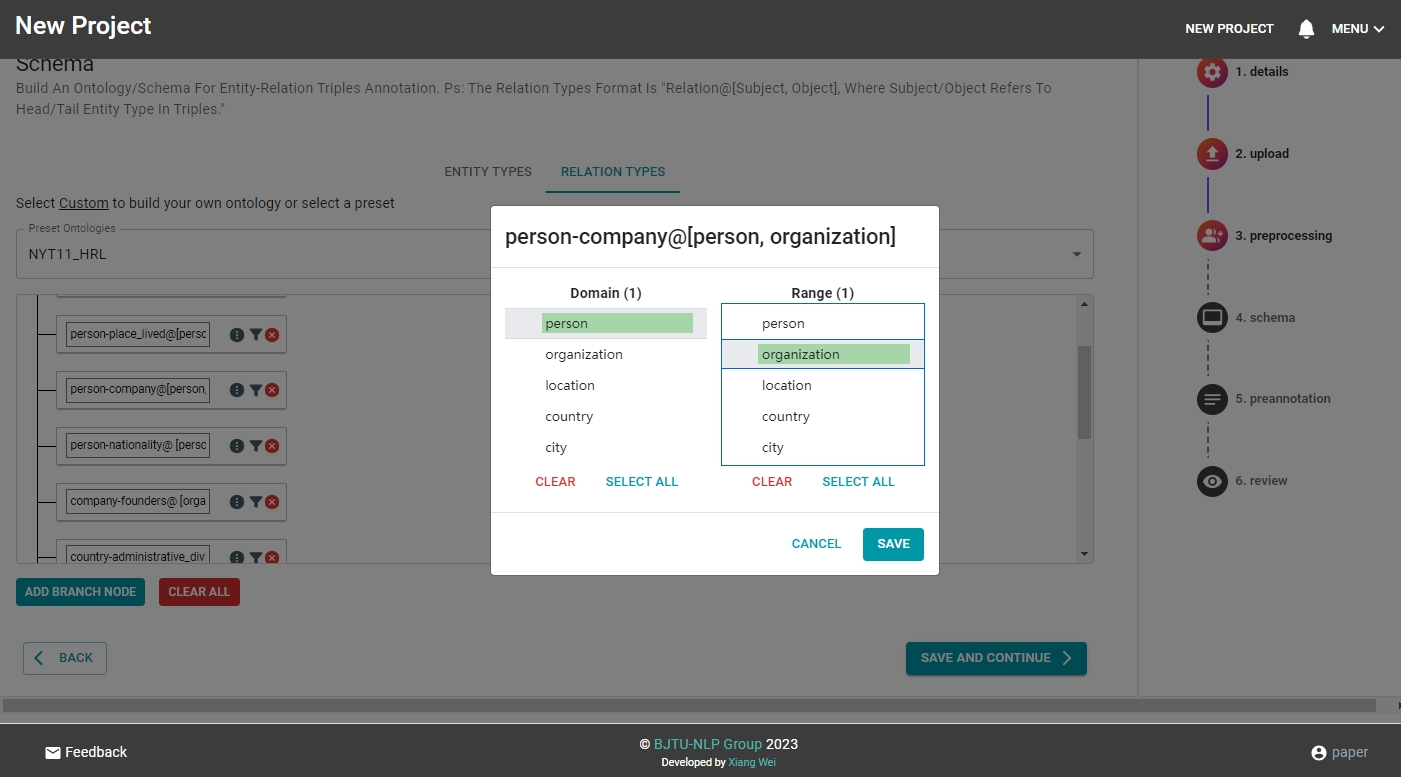 New Project
NEW PROJECT
MENU
Schema
Build An Ontology/Schema For Entity-Relation Triples Annotation. Ps: The Relation Types Format Is "Relation@[Subject, Object], Where Subject/Object Refers To
Head/Tail Entity Type In Triples."
ENTITY TYPES
RELATION TYPES
Select Custom to build your own ontology or select a preset
Preset Ontologies
NYT11_HRL
person-place_lived@[persc
person-company@[person,
person-nationality@ [persc
company-founders@ [orga
country-administrative_div
ADD BRANCH NODE
CLEAR ALL
BACK
SAVE AND CONTINUE
person-company@[person, organization]
Domain (1)
person
organization
location
country
city
CLEAR
SELECT ALL
Range (1)
person
organization
location
country
city
CLEAR
SELECT ALL
CANCEL
SAVE
1. details
2. upload
3. preprocessing
4. schema
5. preannotation
6. review
Feedback
© BJTU-NLP Group 2023
Developed by Xiang Wei
paper